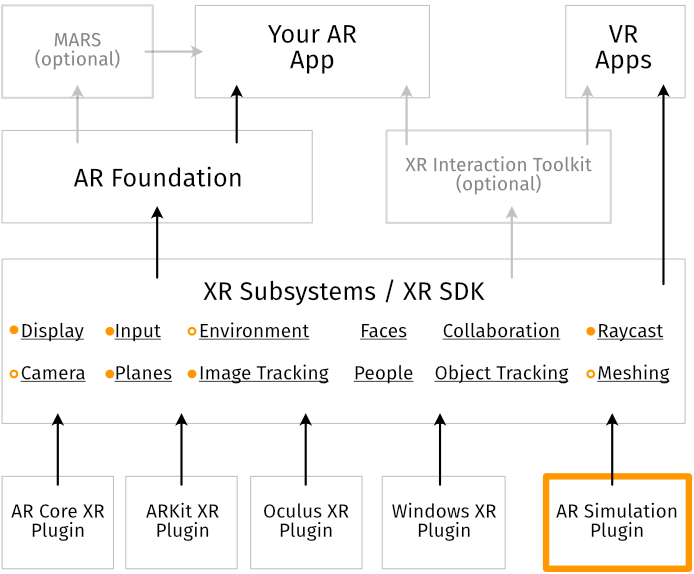 MARS
(optional)
Your AR
App
VR
Apps
AR Foundation
XR Interaction Toolkit
(optional)
XR Subsystems / XR SDK
Display Input Environment Faces Collaboration Raycast
Camera Planes Image Tracking People Object Tracking Meshing
AR Core XR
Plugin
ARKit XR
Plugin
Oculus XR
Plugin
Windows XR
Plugin
AR Simulation
Plugin